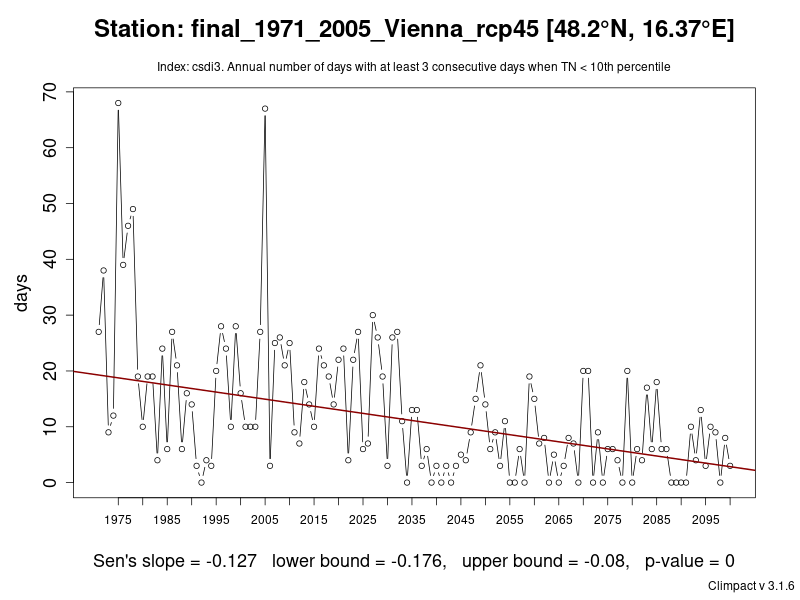 Station: final_1971_2005_Vienna_rcp45 [48.2°N, 16.37°E]
Index: csdi3. Annual number of days with at least 3 consecutive days when TN < 10th percentile
70
60
50
40
30
20
10
0
days
1975 1985 1995 2005 2015 2025 2035 2045 2055 2065 2075 2085 2095
Sen's slope = -0.127 lower bound = -0.176, upper bound = -0.08, p-value = 0
Climpact v 3.1.6